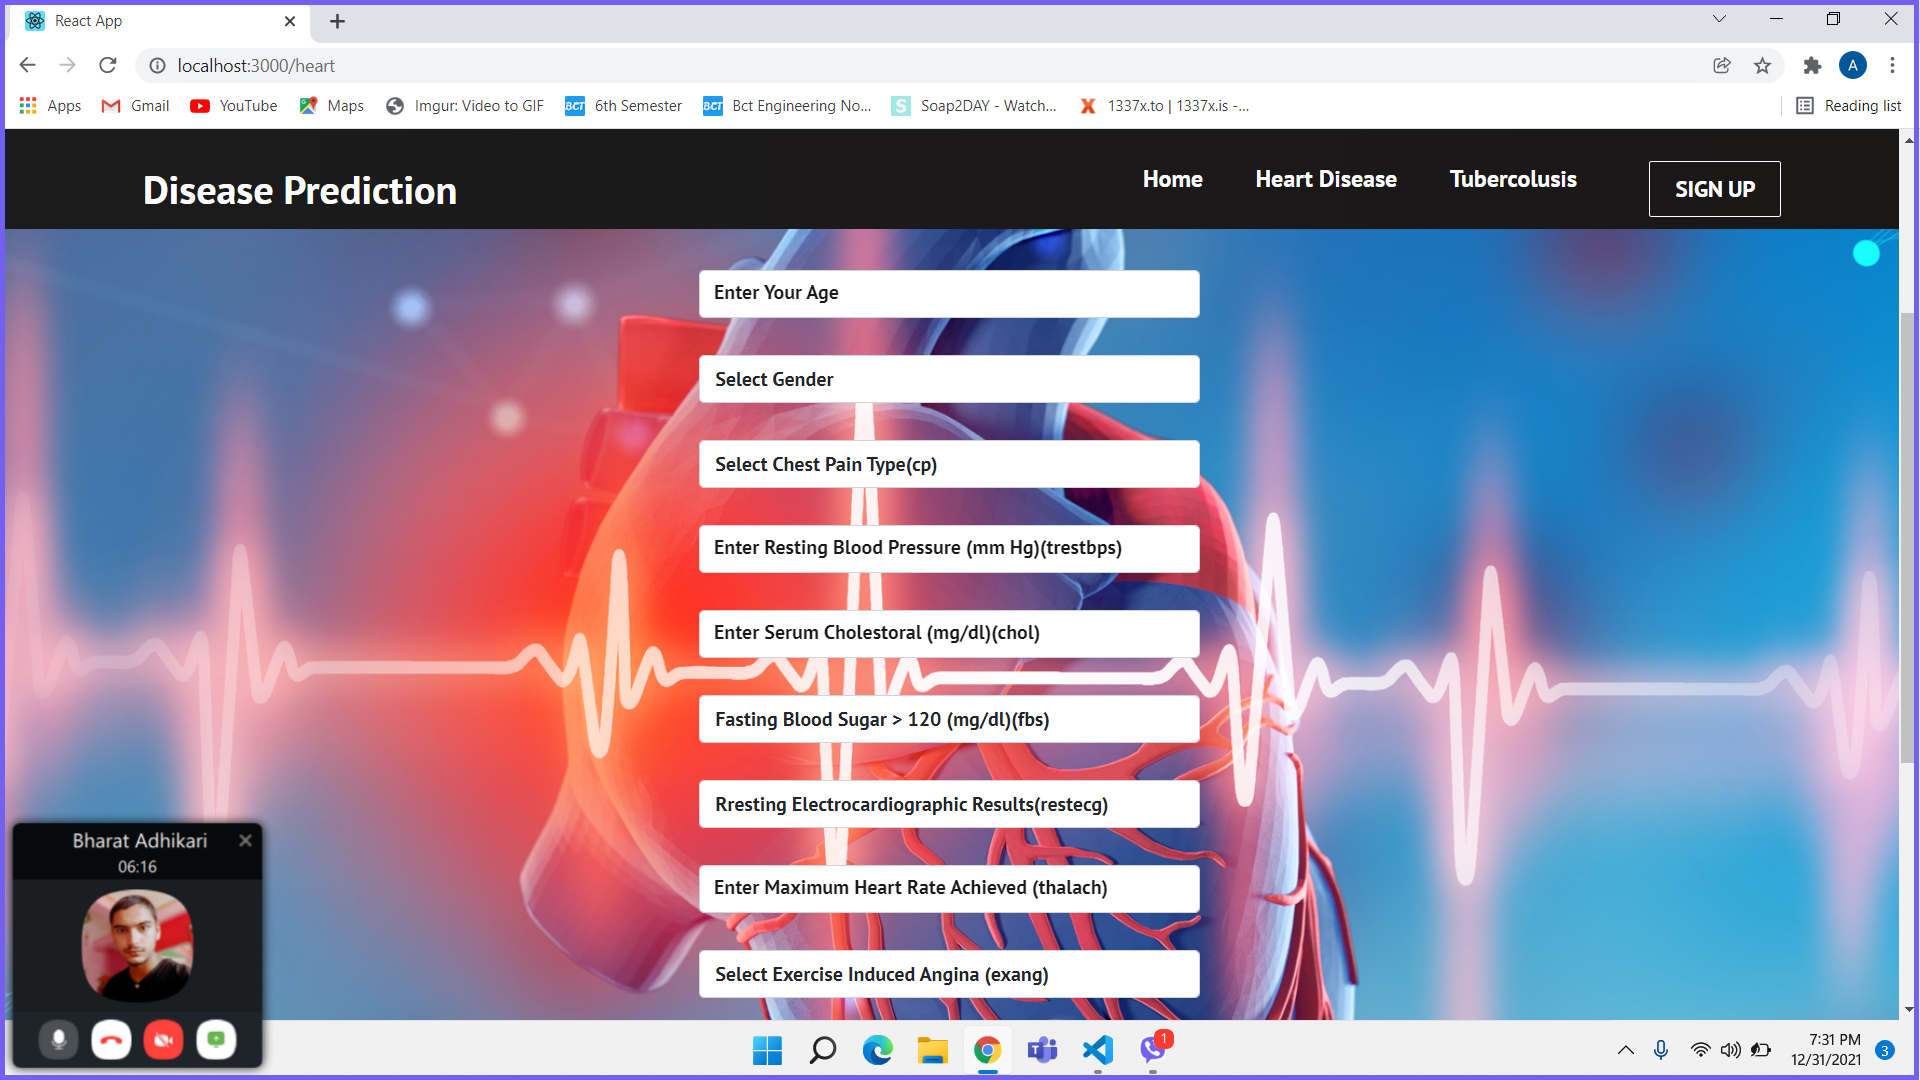 React App
localhost:3000/heart
Apps
Gmail
YouTube
Maps
Imgur: Video to GIF
BCT
6th Semester
BCT
Bct Engineering No...
S
Soap2DAY - Watch...
X
1337x.to | 1337x.is -...
Reading list
A
Disease Prediction
Home
Heart Disease
Tubercolusis
SIGN UP
Enter Your Age
Select Gender
Select Chest Pain Type(cp)
Enter Resting Blood Pressure (mm Hg)(trestbps)
Enter Serum Cholestoral (mg/dl)(chol)
Fasting Blood Sugar > 120 (mg/dl)(fbs)
Rresting Electrocardiographic Results(restecg)
Enter Maximum Heart Rate Achieved (thalach)
Select Exercise Induced Angina (exang)
Bharat Adhikari
06:16
1
7:31 PM
12/31/2021
3